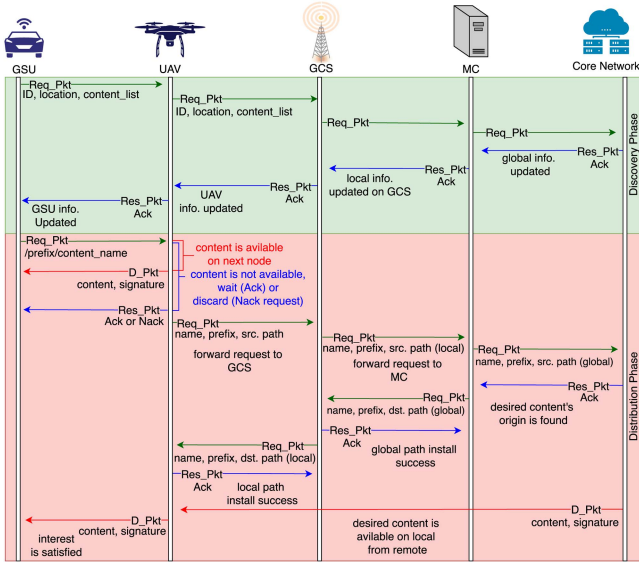 GSU
UAV
GCS
MC
Core Network
Req_Pkt
ID, location, content_list
Req_Pkt
ID, location, content_list
Req_Pkt
Req_Pkt
Res_Pkt
Ack
global info.
updated
Res_Pkt
Ack
local info.
updated on GCS
Res_Pkt
Ack
UAV
info. updated
Res_Pkt
Ack
GSU info.
Updated
Discovery Phase
Req_Pkt
/prefix/content_name
content is avilable
on next node
D_Pkt
content, signature
content is not available,
wait (Ack) or
discard (Nack request)
Res_Pkt
Ack or Nack
Req_Pkt
name, prefix, src. path
forward request to
GCS
Req_Pkt
name, prefix, src. path (local)
forward request to
MC
Req_Pkt
name, prefix, src. path (global)
Res_Pkt
Ack
desired content's
origin is found
Req_Pkt
name, prefix, dst. path (global)
Res_Pkt
Ack
global path install
success
Req_Pkt
name, prefix, dst. path (local)
Res_Pkt
Ack
local path
install success
D_Pkt
content, signature
desired content is
avilable on local
from remote
D_Pkt
content, signature
interest
is satisfied
Distribution Phase